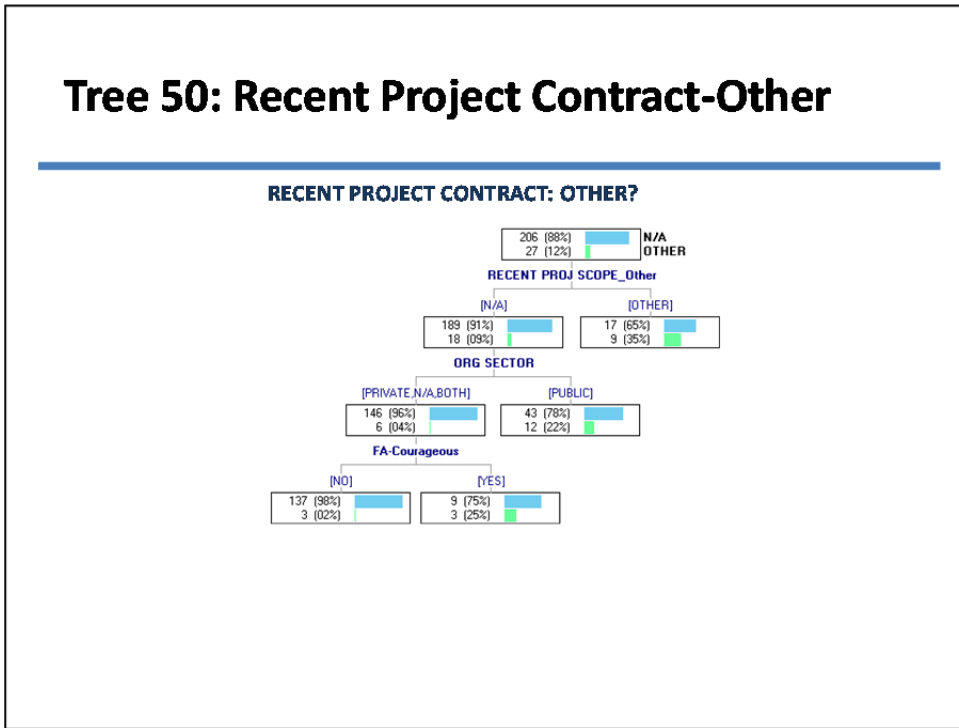 Tree 50: Recent Project Contract-Other
RECENT PROJECT CONTRACT: OTHER?
206 (88%) N/A
27 (12%) OTHER
RECENT PROJ SCOPE_Other
[N/A] [OTHER]
189 (91%) 17 (65%)
18 (09%) 9 (35%)
ORG SECTOR
[PRIVATE,N/A,BOTH] [PUBLIC]
146 (96%) 43 (78%)
6 (04%) 12 (22%)
FA-Courageous
[NO] [YES]
137 (98%) 9 (75%)
3 (02%) 3 (25%)